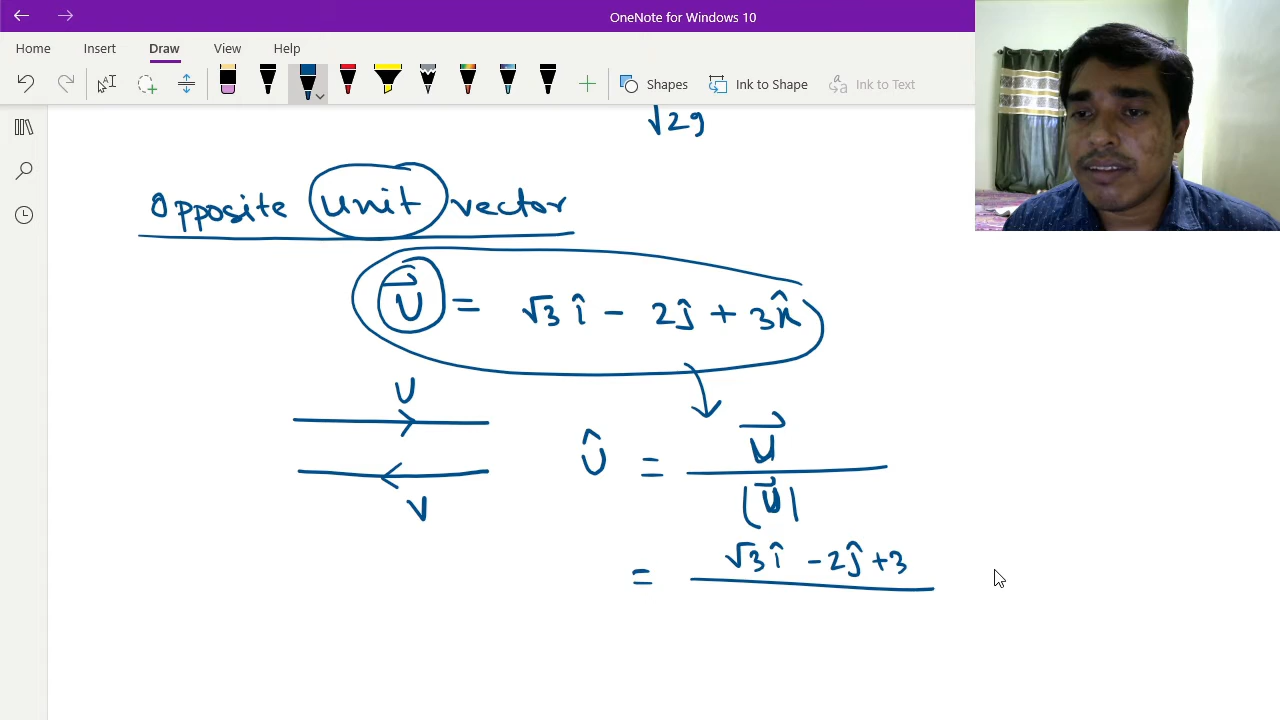 OneNote for Windows 10
Home Insert Draw View Help
Shapes Ink to Shape Ink to Text
√29
Opposite unit vector
U⃗ = √3 î - 2ĵ + 3k̂
U
V
Û = U⃗ / |U⃗|
= √3 î - 2ĵ + 3